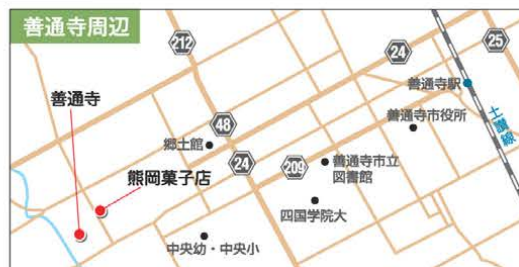 善通寺周辺
212
24
25
善通寺駅
善通寺
善通寺市役所
土讃線
48
郷土館
24
209
善通寺市立
図書館
熊岡菓子店
四国学院大
中央幼・中央小